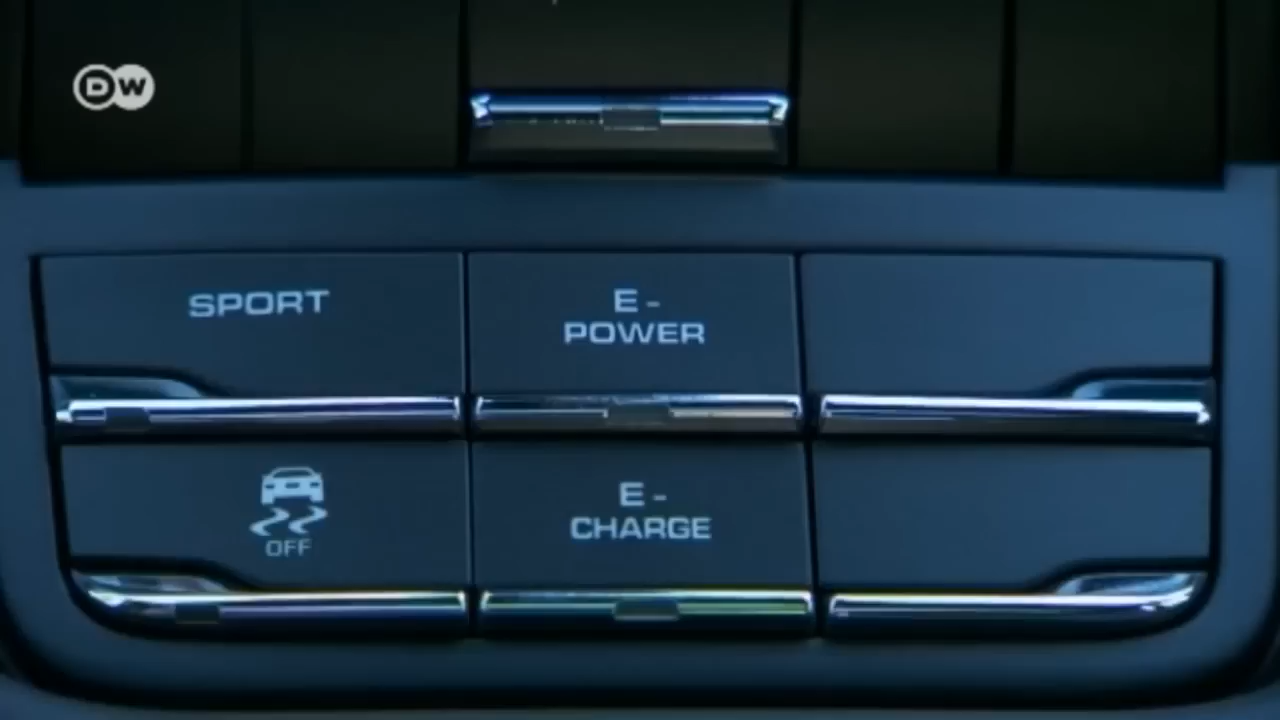 DW
SPORT
E -
POWER
OFF
E -
CHARGE